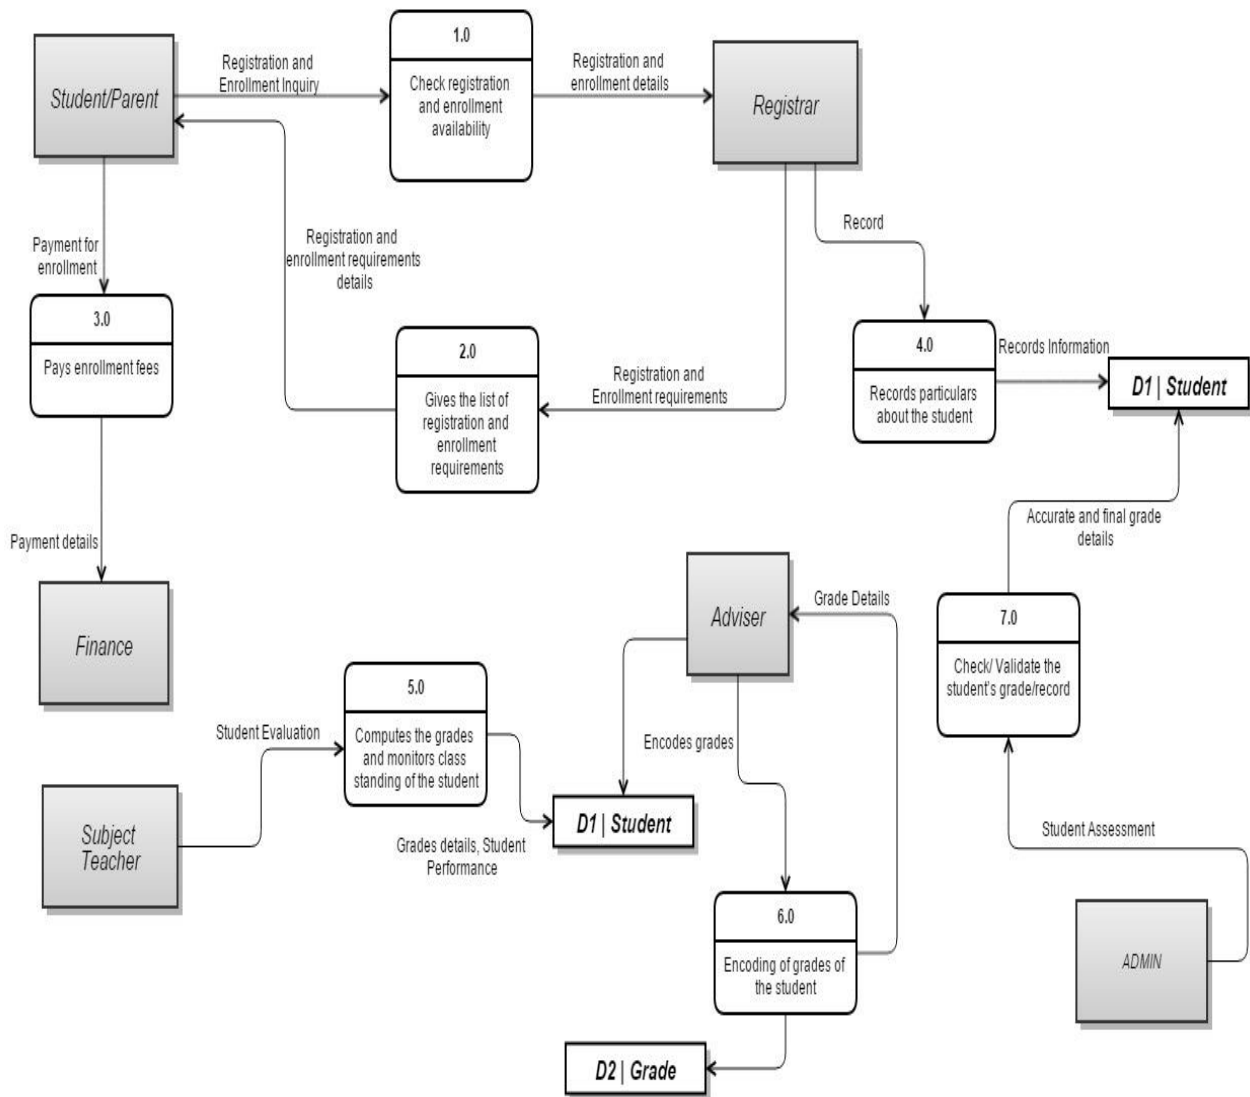 1.0
Check registration
and enrollment
availability
Student/Parent
Registration and
Enrollment Inquiry
Registration and
enrollment details
Registrar
Payment for
enrollment
Registration and
enrollment requirements
details
Record
3.0
Pays enrollment fees
2.0
Gives the list of
registration and
enrollment
requirements
Registration and
Enrollment requirements
4.0
Records particulars
about the student
Records Information
D1 | Student
Payment details
Finance
Accurate and final grade
details
Adviser
Grade Details
7.0
Check/ Validate the
student's grade/record
5.0
Computes the grades
and monitors class
standing of the student
Student Evaluation
Encodes grades
Subject
Teacher
D1 | Student
Grades details, Student
Performance
Student Assessment
6.0
Encoding of grades of
the student
ADMIN
D2 | Grade